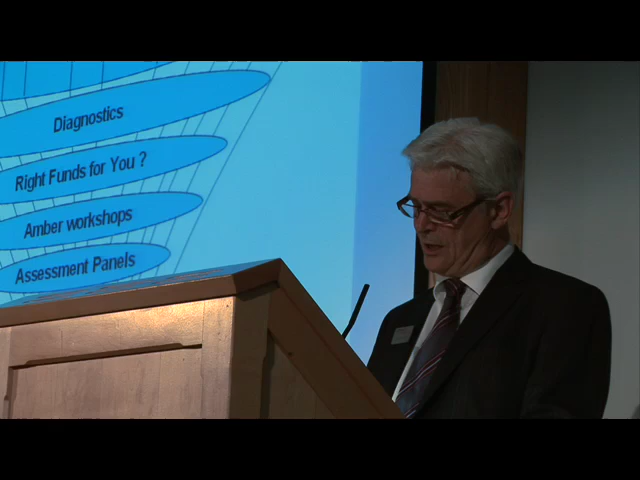 Diagnostics
Right Funds for You ?
Amber workshops
Assessment Panels